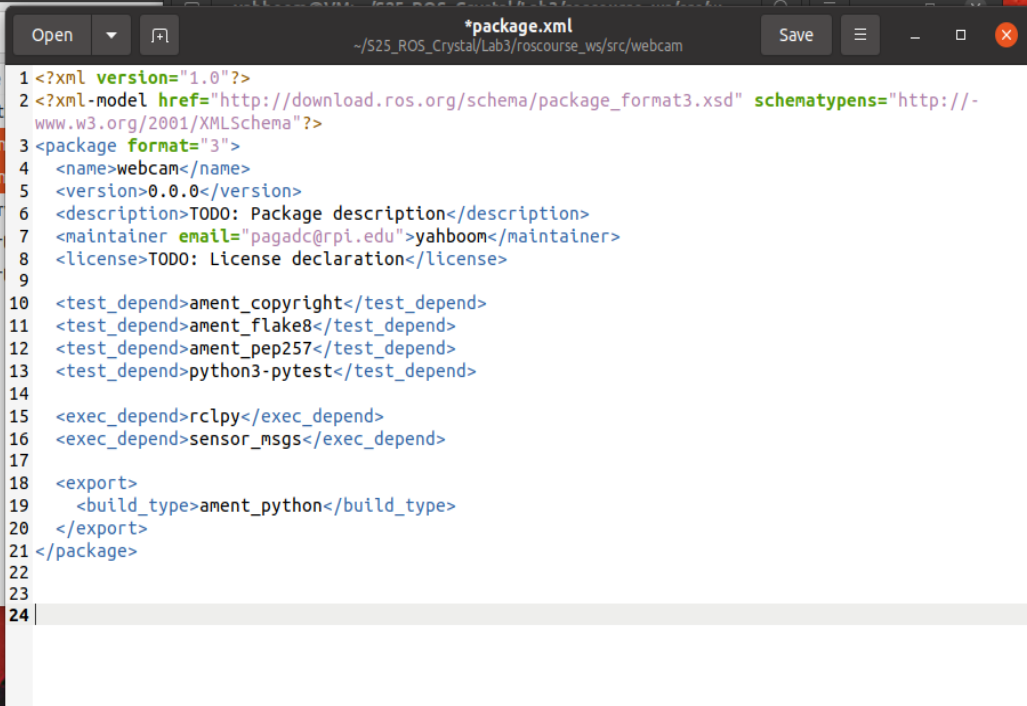 Open
*package.xml
~/S25_ROS_Crystal/Lab3/roscourse_ws/src/webcam
Save
1 <?xml version="1.0"?>
2 <?xml-model href="http://download.ros.org/schema/package_format3.xsd" schematypens="http://-
www.w3.org/2001/XMLSchema"?>
3 <package format="3">
4   <name>webcam</name>
5   <version>0.0.0</version>
6   <description>TODO: Package description</description>
7   <maintainer email="pagadc@rpi.edu">yahboom</maintainer>
8   <license>TODO: License declaration</license>
9
10   <test_depend>ament_copyright</test_depend>
11   <test_depend>ament_flake8</test_depend>
12   <test_depend>ament_pep257</test_depend>
13   <test_depend>python3-pytest</test_depend>
14
15   <exec_depend>rclpy</exec_depend>
16   <exec_depend>sensor_msgs</exec_depend>
17
18   <export>
19     <build_type>ament_python</build_type>
20   </export>
21 </package>
22
23
24